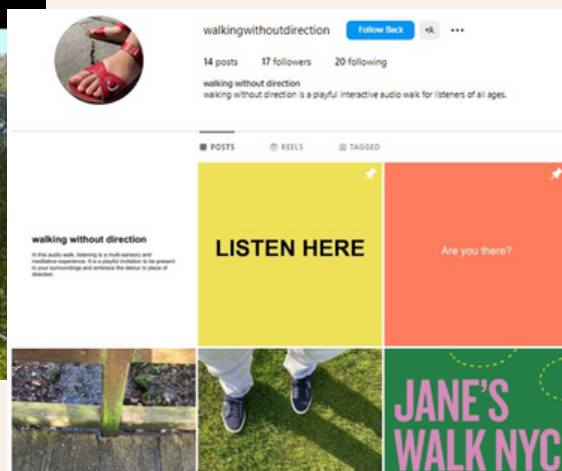 walkingwithoutdirection Follow Back
14 posts 17 followers 20 following
walking without direction
walking without direction is a playful interactive audio walk for listeners of all ages.
POSTS REELS TAGGED
walking without direction
In this audio walk, listening is a multi-sensory and
meditative experience. It is a playful invitation to be present
in your surroundings and embrace the detour in place of
direction.
LISTEN HERE
Are you there?
JANE'S
WALK NYC